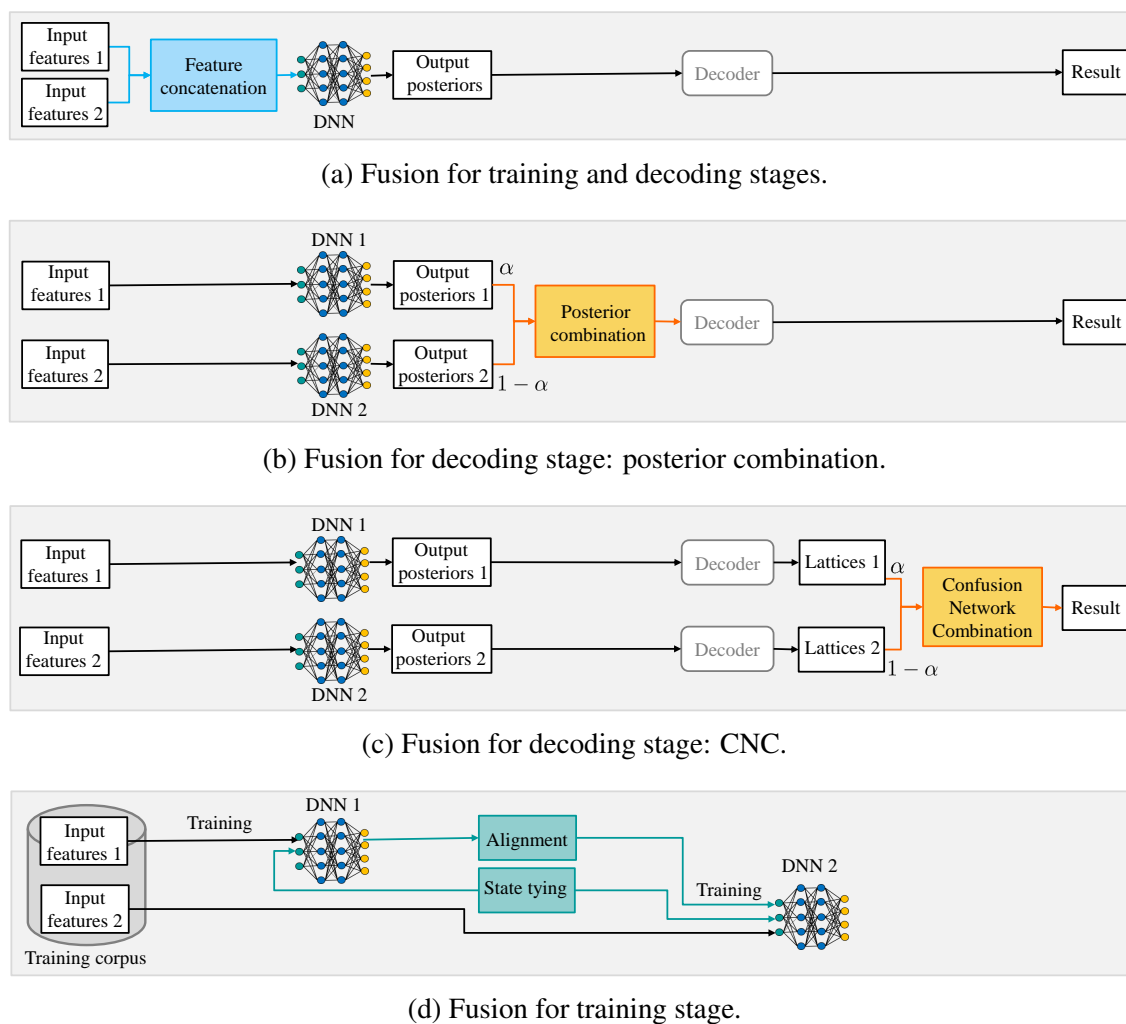 Input
features 1
Input
features 2
Feature
concatenation
DNN
Output
posteriors
Decoder
Result
(a) Fusion for training and decoding stages.
DNN 1
Input
features 1
Output
posteriors 1
α
Input
features 2
DNN 2
Output
posteriors 2
1 − α
Posterior
combination
Decoder
Result
(b) Fusion for decoding stage: posterior combination.
DNN 1
Input
features 1
Output
posteriors 1
Decoder
Lattices 1
α
Input
features 2
DNN 2
Output
posteriors 2
Decoder
Lattices 2
1 − α
Confusion
Network
Combination
Result
(c) Fusion for decoding stage: CNC.
Input
features 1
Input
features 2
Training corpus
Training
DNN 1
Alignment
State tying
Training
DNN 2
(d) Fusion for training stage.